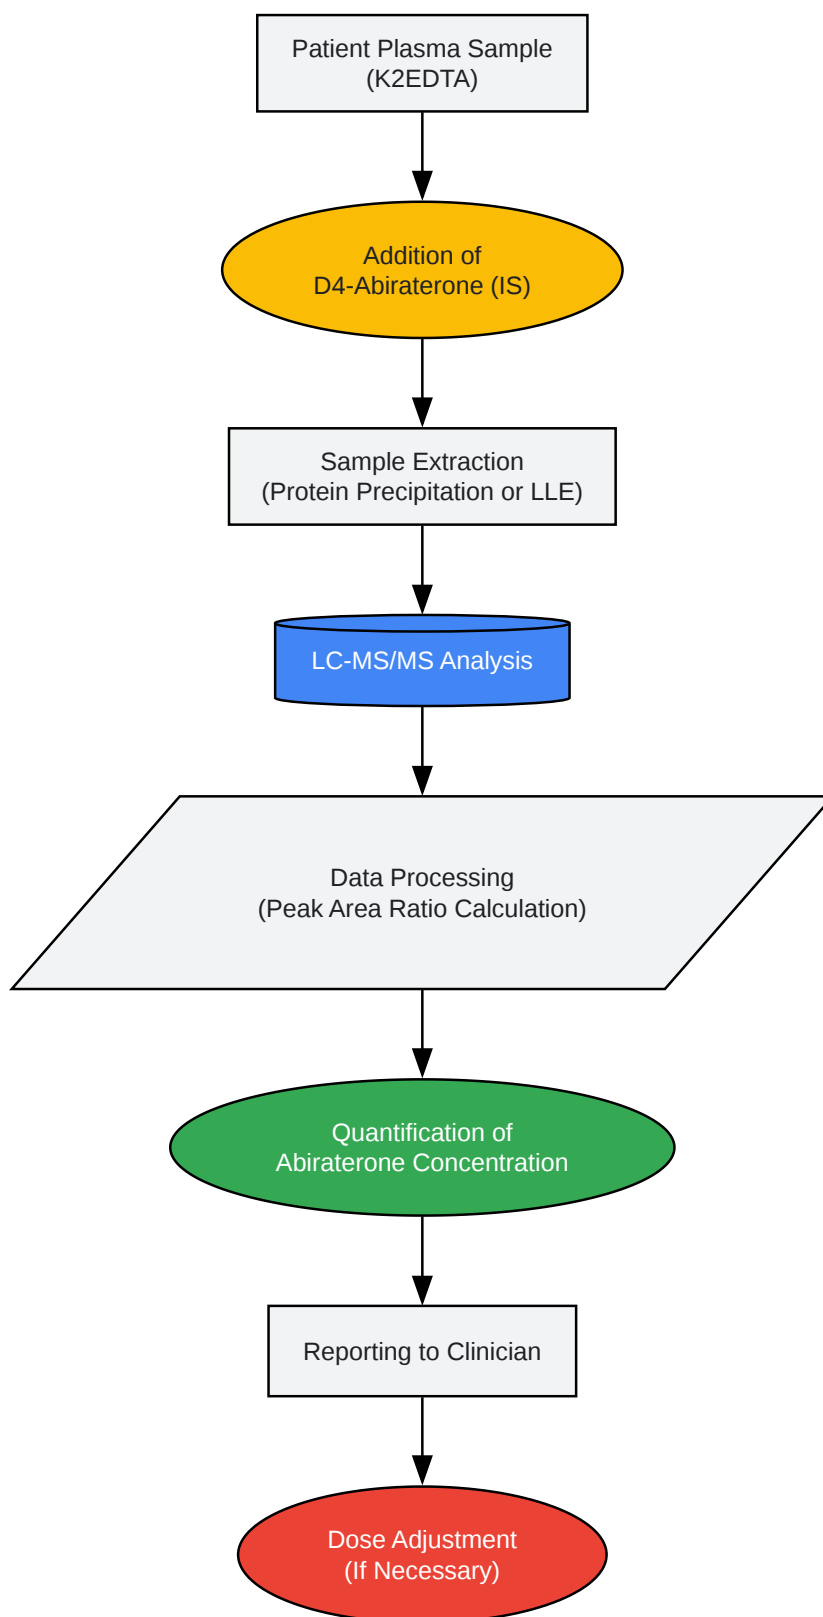 Patient Plasma Sample
(K2EDTA)
Addition of
D4-Abiraterone (IS)
Sample Extraction
(Protein Precipitation or LLE)
LC-MS/MS Analysis
Data Processing
(Peak Area Ratio Calculation)
Quantification of
Abiraterone Concentration
Reporting to Clinician
Dose Adjustment
(If Necessary)